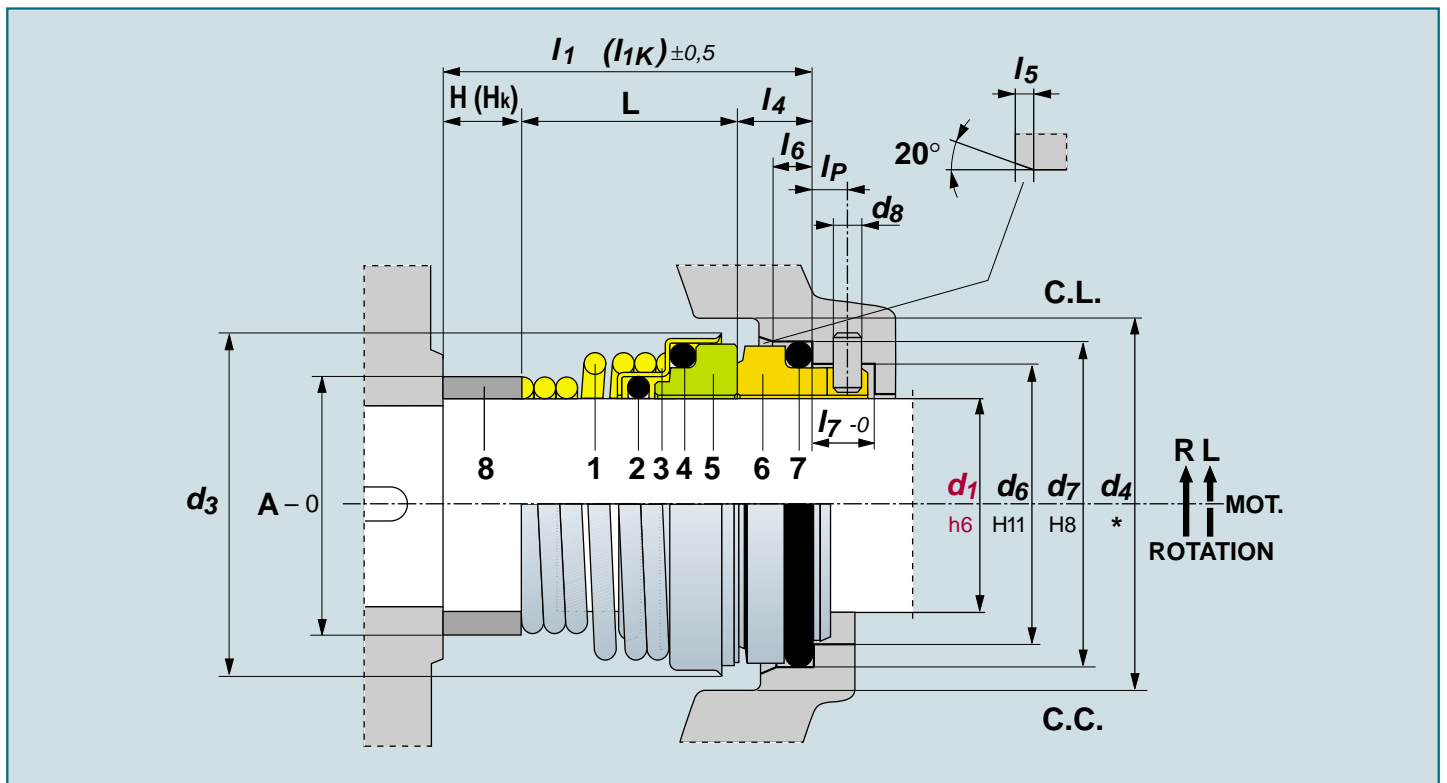 l1 (l1K) ±0,5
l5
H (Hk) L l4
l6
20°
lP
d8
C.L.
l7 -0
8 1 2 3 4 5 6 7
d3 A – 0 d1 d6 d7 d4 R L
h6 H11 H8 * MOT.
ROTATION
C.C.